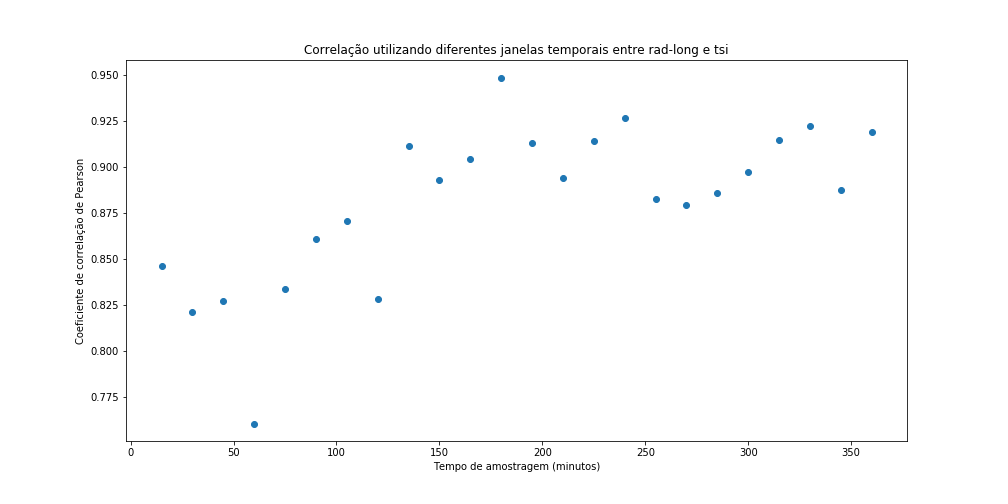 Correlação utilizando diferentes janelas temporais entre rad-long e tsi
Coeficiente de correlação de Pearson
0.950
0.925
0.900
0.875
0.850
0.825
0.800
0.775
0 50 100 150 200 250 300 350
Tempo de amostragem (minutos)